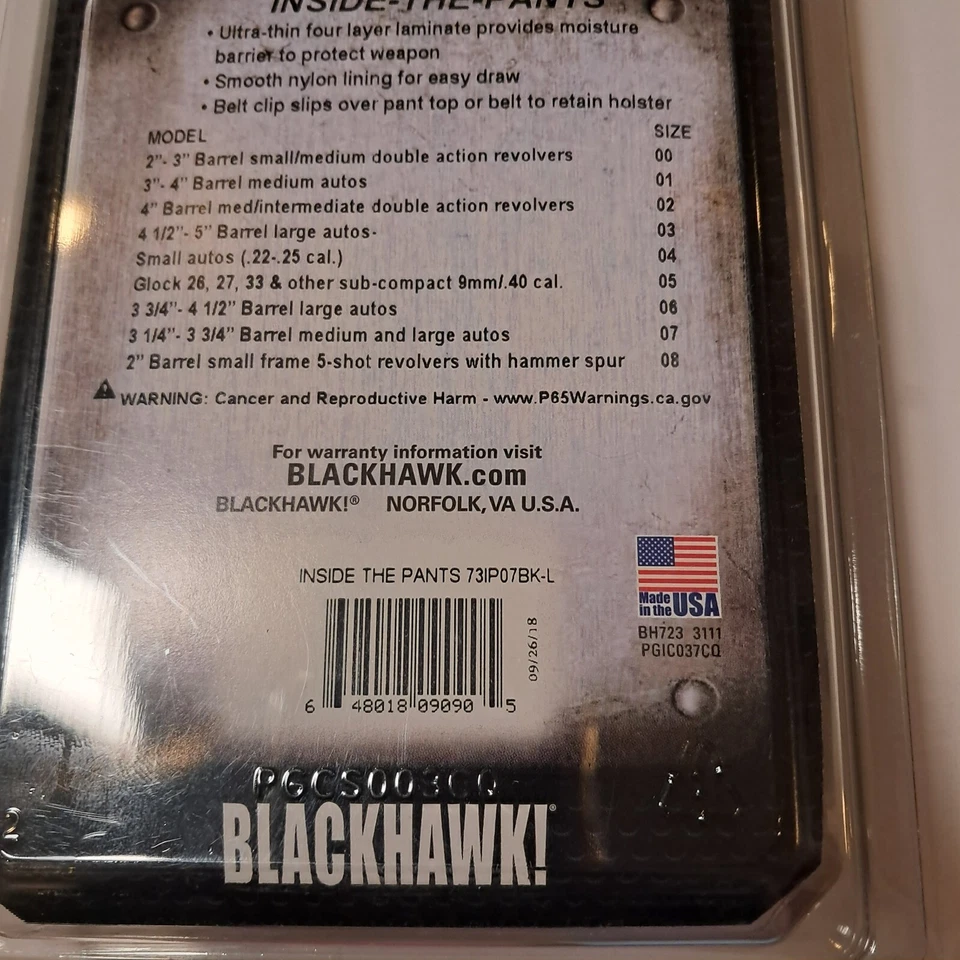 INSIDE-THE-PANTS
• Ultra-thin four layer laminate provides moisture
barrier to protect weapon
• Smooth nylon lining for easy draw
• Belt clip slips over pant top or belt to retain holster
MODEL SIZE
2"- 3" Barrel small/medium double action revolvers 00
3"- 4" Barrel medium autos 01
4" Barrel med/intermediate double action revolvers 02
4 1/2"- 5" Barrel large autos- 03
Small autos (.22-.25 cal.) 04
Glock 26, 27, 33 & other sub-compact 9mm/.40 cal. 05
3 3/4"- 4 1/2" Barrel large autos 06
3 1/4"- 3 3/4" Barrel medium and large autos 07
2" Barrel small frame 5-shot revolvers with hammer spur 08
WARNING: Cancer and Reproductive Harm - www.P65Warnings.ca.gov
For warranty information visit
BLACKHAWK.com
BLACKHAWK!® NORFOLK, VA U.S.A.
INSIDE THE PANTS 73IP07BK-L
09/26/18
6 48018 09090 5
Made
in the USA
BH723 3111
PGIC037CQ
PGCS003CQ
2
BLACKHAWK!®